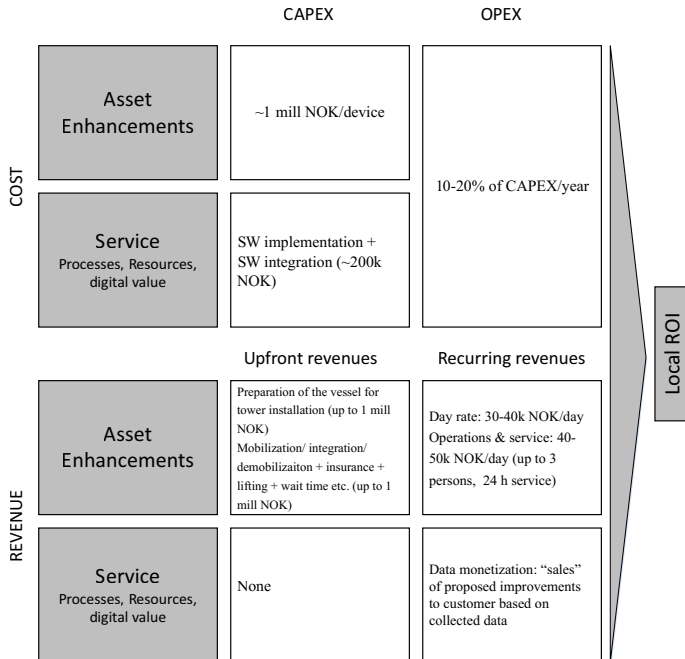 CAPEX
OPEX
COST
Asset
Enhancements
~1 mill NOK/device
10-20% of CAPEX/year
Service
Processes, Resources,
digital value
SW implementation +
SW integration (~200k
NOK)
Local ROI
Upfront revenues
Recurring revenues
REVENUE
Asset
Enhancements
Preparation of the vessel for
tower installation (up to 1 mill
NOK)
Mobilization/ integration/
demobilizaiton + insurance +
lifting + wait time etc. (up to 1
mill NOK)
Day rate: 30-40k NOK/day
Operations & service: 40-
50k NOK/day (up to 3
persons, 24 h service)
Service
Processes, Resources,
digital value
None
Data monetization: “sales”
of proposed improvements
to customer based on
collected data